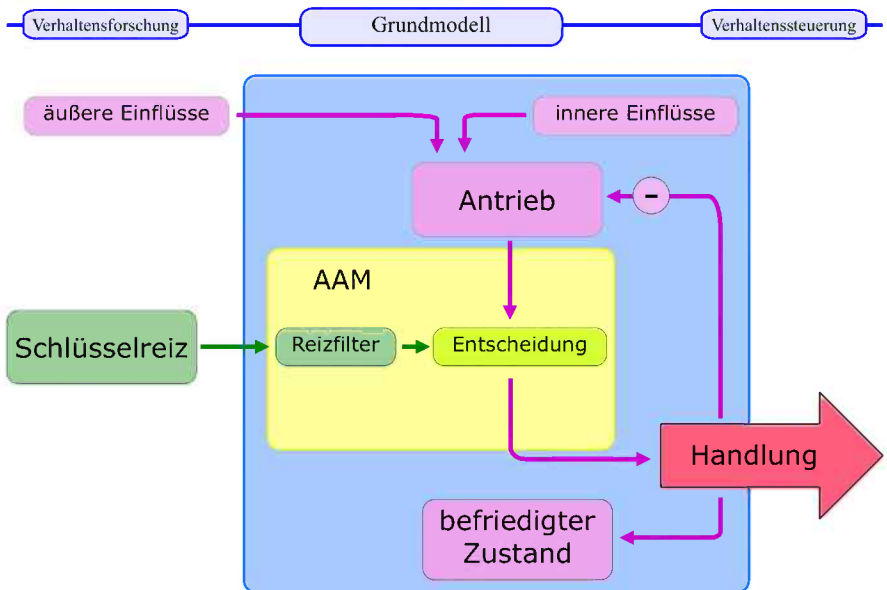 Verhaltensforschung
Grundmodell
Verhaltenssteuerung
äußere Einflüsse
innere Einflüsse
Antrieb
–
AAM
Schlüsselreiz
Reizfilter
Entscheidung
Handlung
befriedigter
Zustand